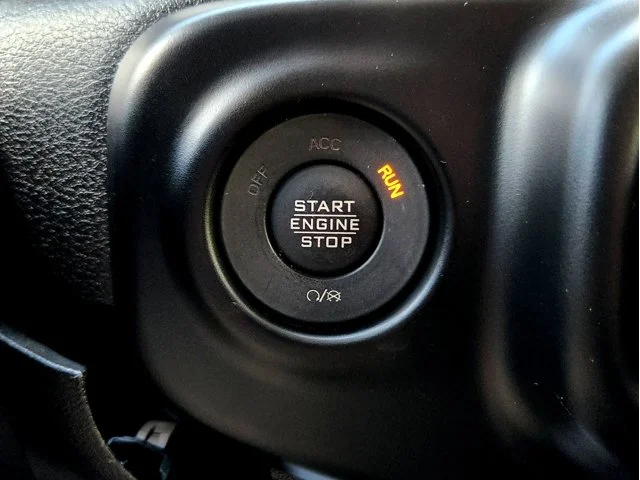 OFF
ACC
RUN
START
ENGINE
STOP